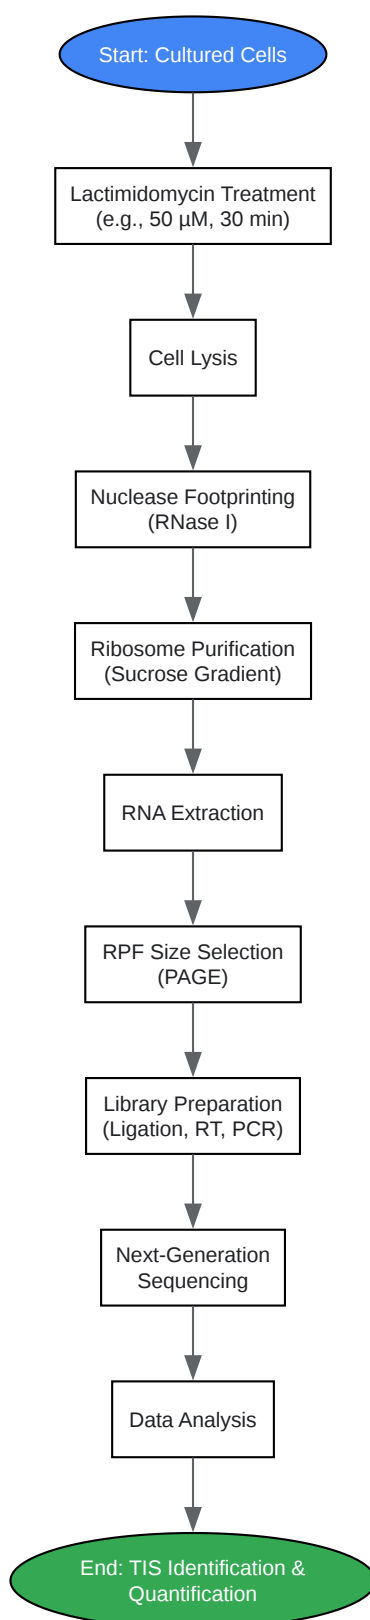 Start: Cultured Cells
Lactimidomycin Treatment
(e.g., 50 µM, 30 min)
Cell Lysis
Nuclease Footprinting
(RNase I)
Ribosome Purification
(Sucrose Gradient)
RNA Extraction
RPF Size Selection
(PAGE)
Library Preparation
(Ligation, RT, PCR)
Next-Generation
Sequencing
Data Analysis
End: TIS Identification &
Quantification